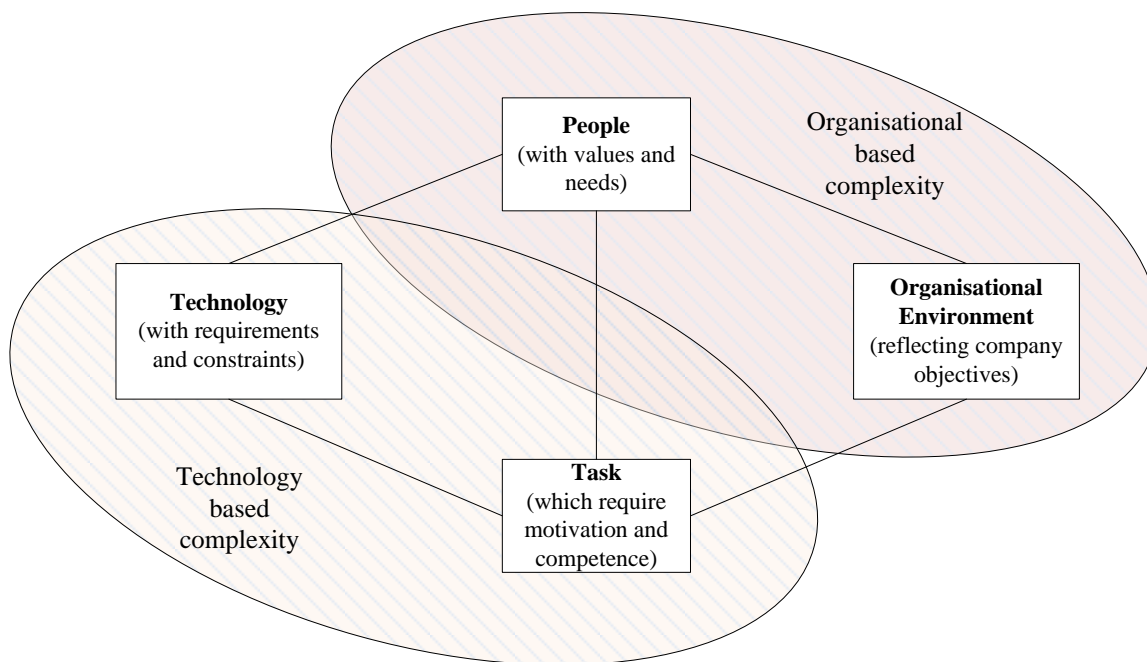 People
(with values and
needs)
Organisational
based
complexity
Technology
(with requirements
and constraints)
Organisational
Environment
(reflecting company
objectives)
Technology
based
complexity
Task
(which require
motivation and
competence)